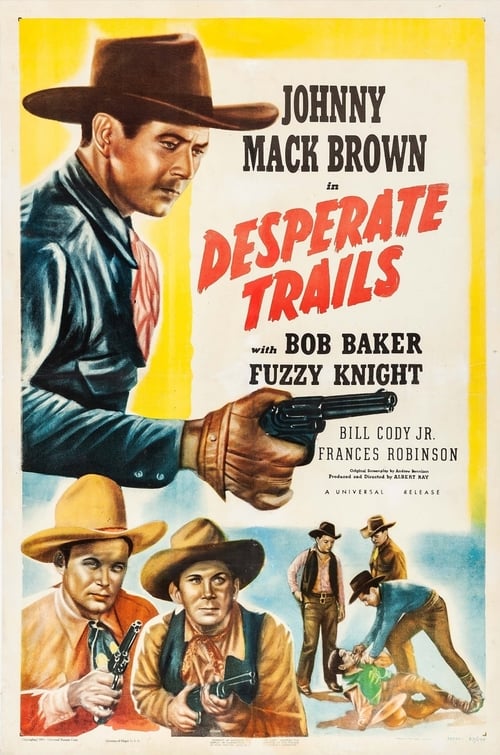 JOHNNY
MACK BROWN
in
DESPERATE
TRAILS
with BOB BAKER
FUZZY KNIGHT
BILL CODY JR.
FRANCES ROBINSON
Original Screenplay by Andrew Bennison
Produced and Directed by ALBERT RAY
A UNIVERSAL RELEASE